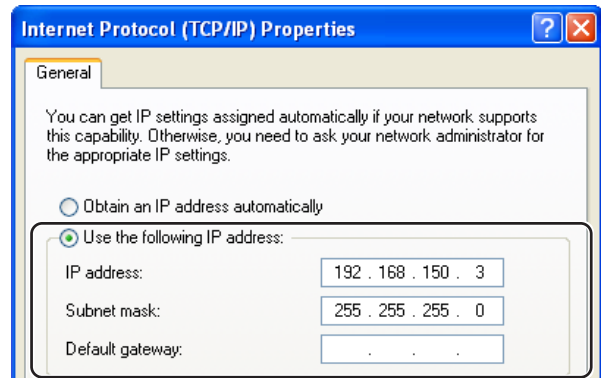 Internet Protocol (TCP/IP) Properties
General
You can get IP settings assigned automatically if your network supports
this capability. Otherwise, you need to ask your network administrator for
the appropriate IP settings.
Obtain an IP address automatically
Use the following IP address:
IP address: 192 . 168 . 150 . 3
Subnet mask: 255 . 255 . 255 . 0
Default gateway: . . .